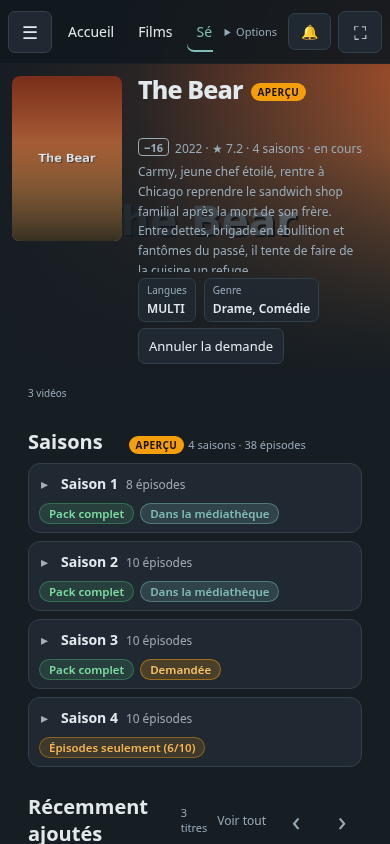 ☰ Accueil Films Sé ▶ Options
The Bear APERÇU
The Bear
-16 2022 · ★ 7.2 · 4 saisons · en cours
Carmy, jeune chef étoilé, rentre à
Chicago reprendre le sandwich shop
familial après la mort de son frère.
Entre dettes, brigade en ébullition et
fantômes du passé, il tente de faire de
la cuisine un refuge
The Bear
Langues
MULTI
Genre
Drame, Comédie
Annuler la demande
3 vidéos
Saisons APERÇU 4 saisons · 38 épisodes
▶ Saison 1 8 épisodes
Pack complet Dans la médiathèque
▶ Saison 2 10 épisodes
Pack complet Dans la médiathèque
▶ Saison 3 10 épisodes
Pack complet Demandée
▶ Saison 4 10 épisodes
Épisodes seulement (6/10)
Récemment
ajoutés
3
titres
Voir tout ‹ ›